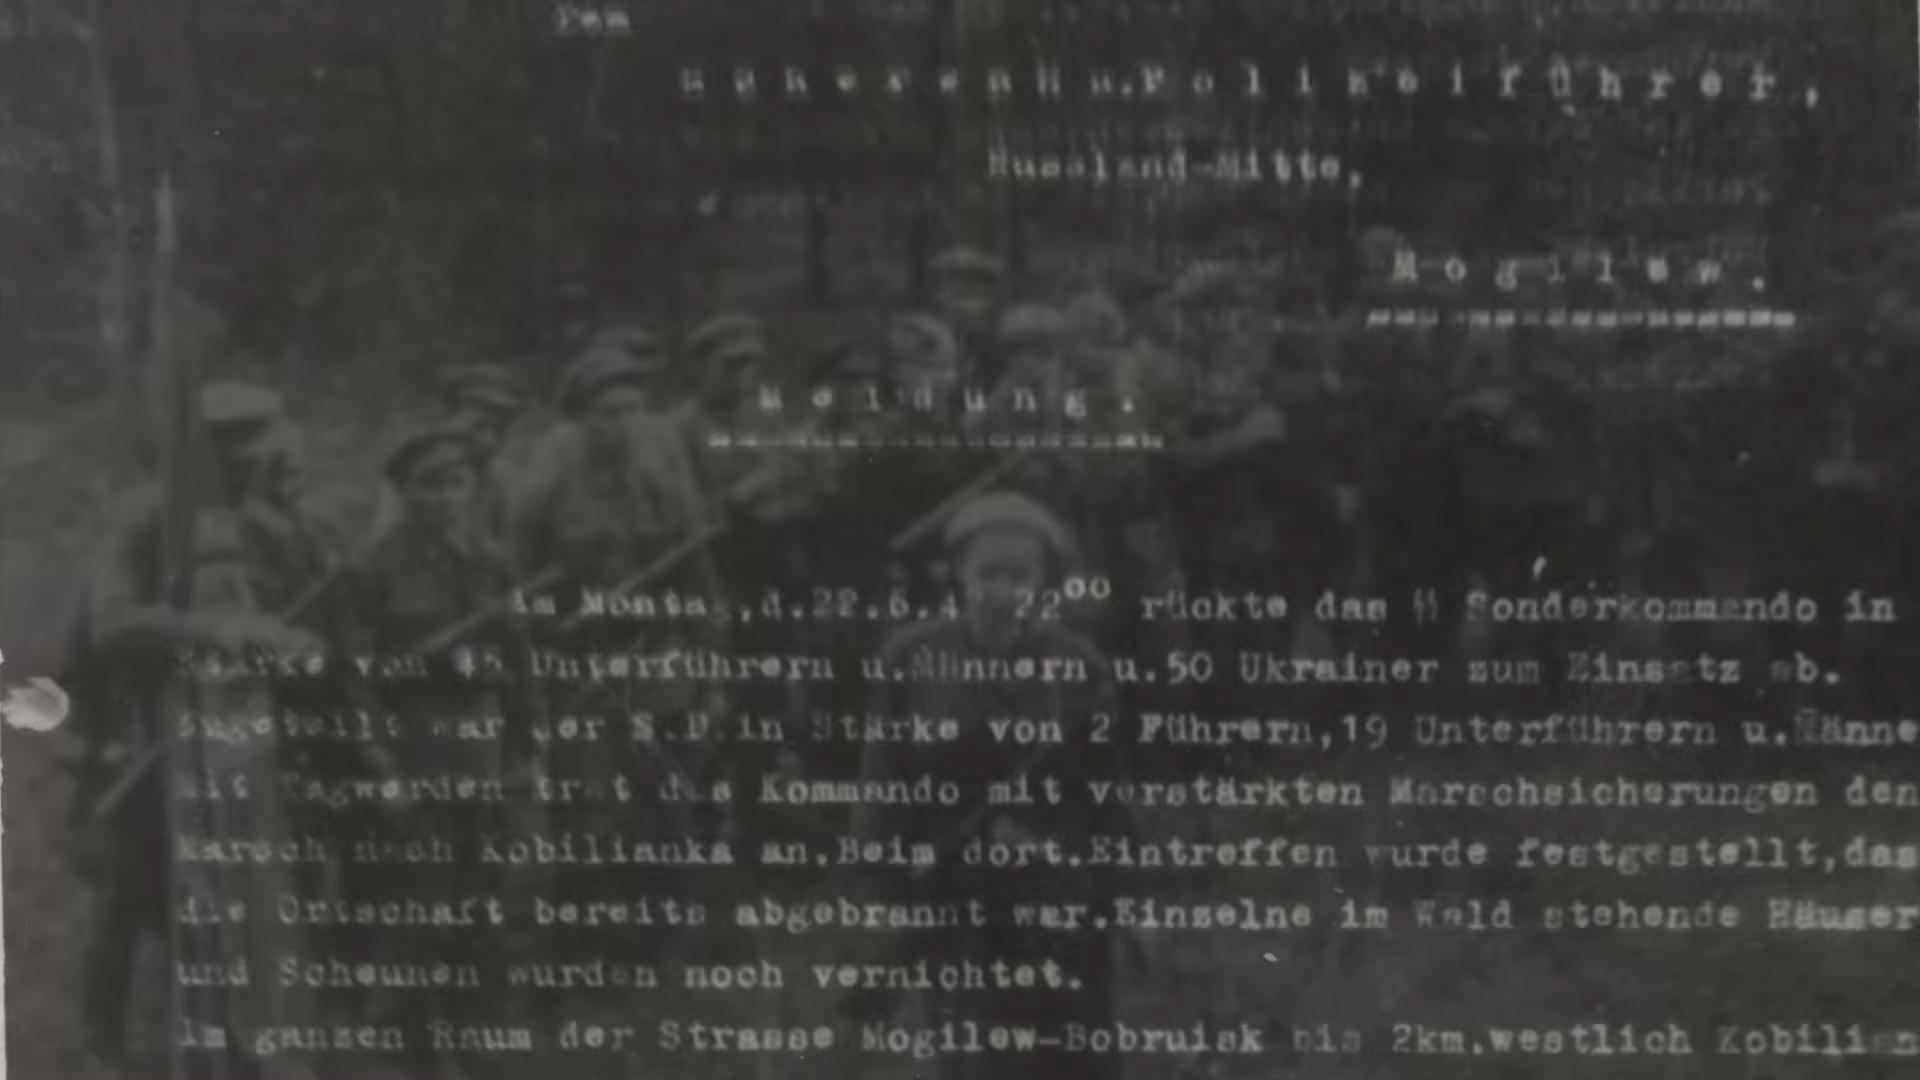 Dem
Höheren ϟϟ u.Polizeiführer,
Russland-Mitte,
Mogilew.
Meldung.
Am Montag,d.22.6.4 22⁰⁰ rückte das ϟϟ Sonderkommando in
Stärke von 45 Unterführern u.Männern u.50 Ukrainer zum Einsatz ab.
Zugeteilt war der S.D.in Stärke von 2 Führern,19 Unterführern u.Männe
Mit Tagwerden trat das Kommando mit verstärkten Marschsicherungen den
Marsch nach Kobilianka an.Beim dort.Eintreffen wurde festgestellt,das
die Ortschaft bereits abgebrannt war.Einzelne im Wald stehende Häuser
und Scheunen wurden noch vernichtet.
Im ganzen Raum der Strasse Mogilew-Bobruisk bis 2km.westlich Kobilian